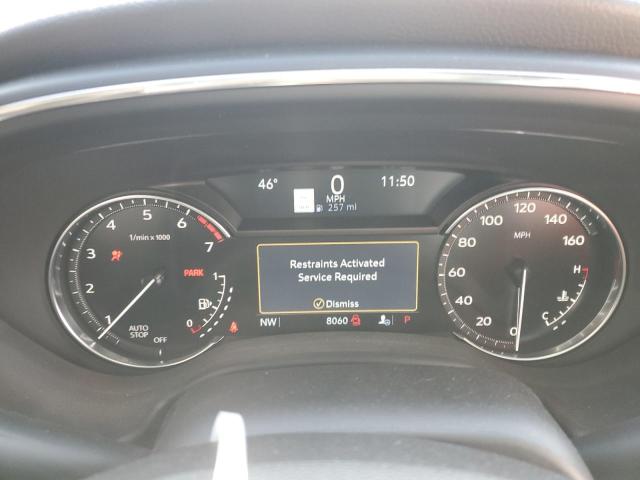 46° 0 11:50
MPH
257 mi
1/min x 1000
1 2 3 4 5 6 7
PARK
1
0
AUTO
STOP
OFF
Restraints Activated
Service Required
Dismiss
NW 8060 P
MPH
0 20 40 60 80 100 120 140 160
H
C